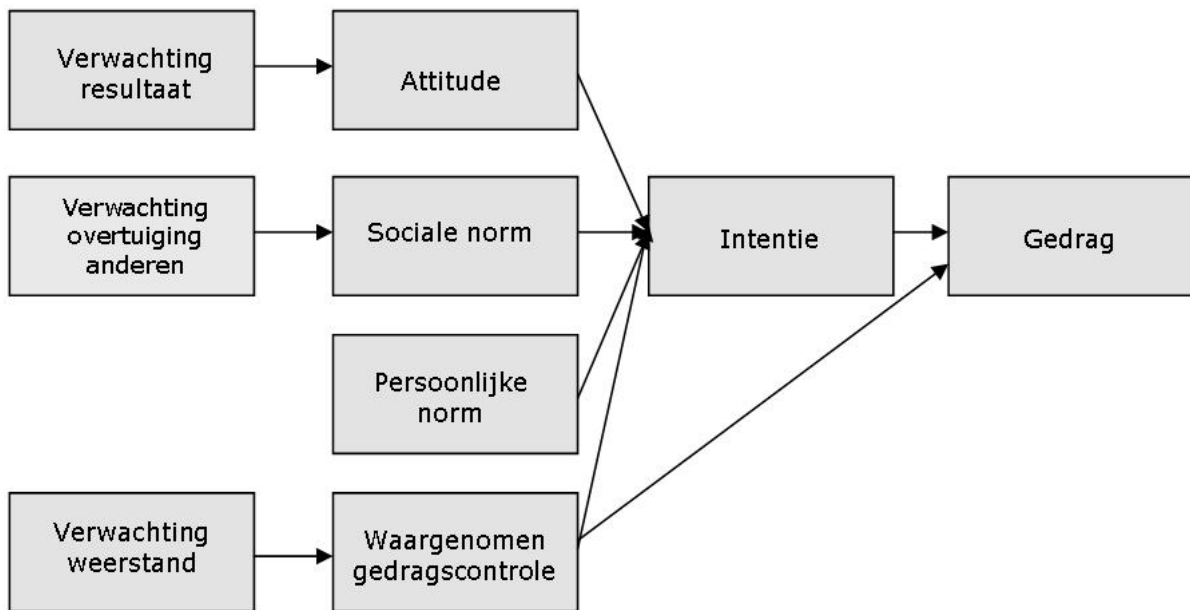 Verwachting
resultaat
Attitude
Verwachting
overtuiging
anderen
Sociale norm
Intentie
Gedrag
Persoonlijke
norm
Verwachting
weerstand
Waargenomen
gedragscontrole